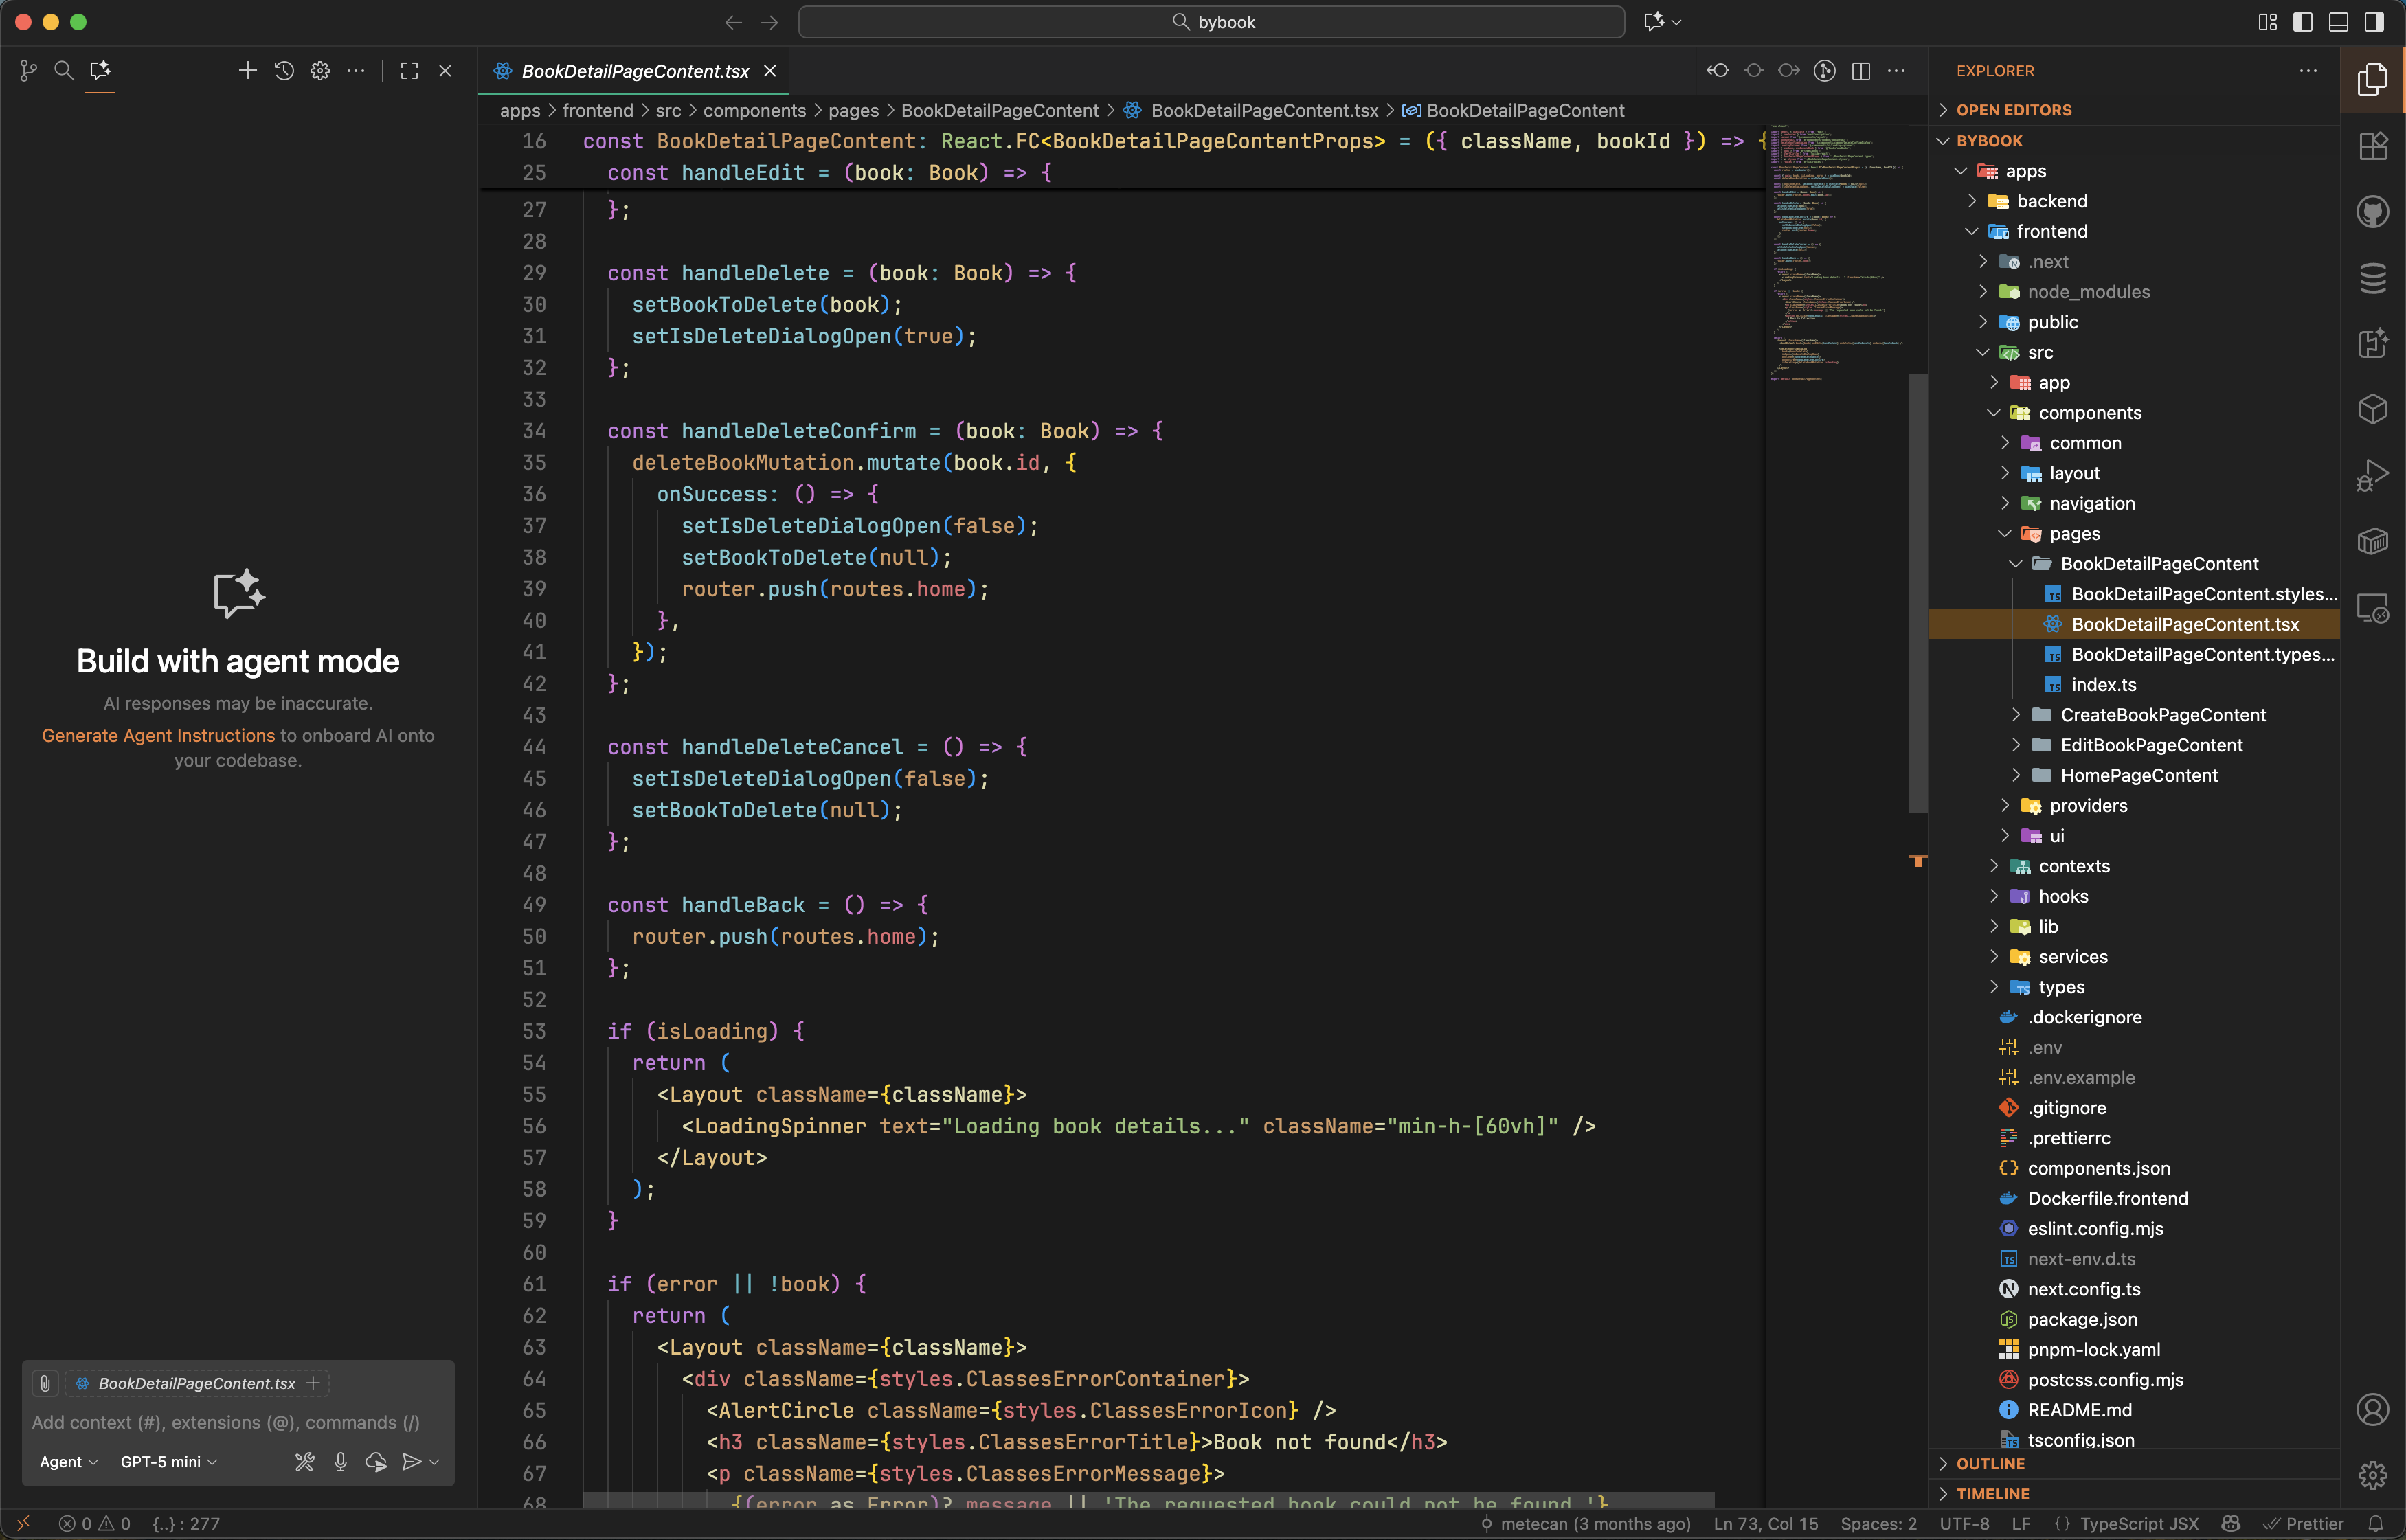 bybook
BookDetailPageContent.tsx
apps > frontend > src > components > pages > BookDetailPageContent > BookDetailPageContent.tsx > BookDetailPageContent
16 const BookDetailPageContent: React.FC<BookDetailPageContentProps> = ({ className, bookId }) => {
25 const handleEdit = (book: Book) => {
27 };
28
29 const handleDelete = (book: Book) => {
30 setBookToDelete(book);
31 setIsDeleteDialogOpen(true);
32 };
33
34 const handleDeleteConfirm = (book: Book) => {
35 deleteBookMutation.mutate(book.id, {
36 onSuccess: () => {
37 setIsDeleteDialogOpen(false);
38 setBookToDelete(null);
39 router.push(routes.home);
40 },
41 });
42 };
43
44 const handleDeleteCancel = () => {
45 setIsDeleteDialogOpen(false);
46 setBookToDelete(null);
47 };
48
49 const handleBack = () => {
50 router.push(routes.home);
51 };
52
53 if (isLoading) {
54 return (
55 <Layout className={className}>
56 <LoadingSpinner text="Loading book details..." className="min-h-[60vh]" />
57 </Layout>
58 );
59 }
60
61 if (error || !book) {
62 return (
63 <Layout className={className}>
64 <div className={styles.ClassesErrorContainer}>
65 <AlertCircle className={styles.ClassesErrorIcon} />
66 <h3 className={styles.ClassesErrorTitle}>Book not found</h3>
67 <p className={styles.ClassesErrorMessage}>
68 {(error as Error)?.message || 'The requested book could not be found.'}
Build with agent mode
AI responses may be inaccurate.
Generate Agent Instructions to onboard AI onto
your codebase.
BookDetailPageContent.tsx
Add context (#), extensions (@), commands (/)
Agent GPT-5 mini
EXPLORER
OPEN EDITORS
BYBOOK
apps
backend
frontend
.next
node_modules
public
src
app
components
common
layout
navigation
pages
BookDetailPageContent
BookDetailPageContent.styles...
BookDetailPageContent.tsx
BookDetailPageContent.types...
index.ts
CreateBookPageContent
EditBookPageContent
HomePageContent
providers
ui
contexts
hooks
lib
services
types
.dockerignore
.env
.env.example
.gitignore
.prettierrc
components.json
Dockerfile.frontend
eslint.config.mjs
next-env.d.ts
next.config.ts
package.json
pnpm-lock.yaml
postcss.config.mjs
README.md
tsconfig.json
OUTLINE
TIMELINE
0 0 {..} : 277 metecan (3 months ago) Ln 73, Col 15 Spaces: 2 UTF-8 LF {} TypeScript JSX Prettier